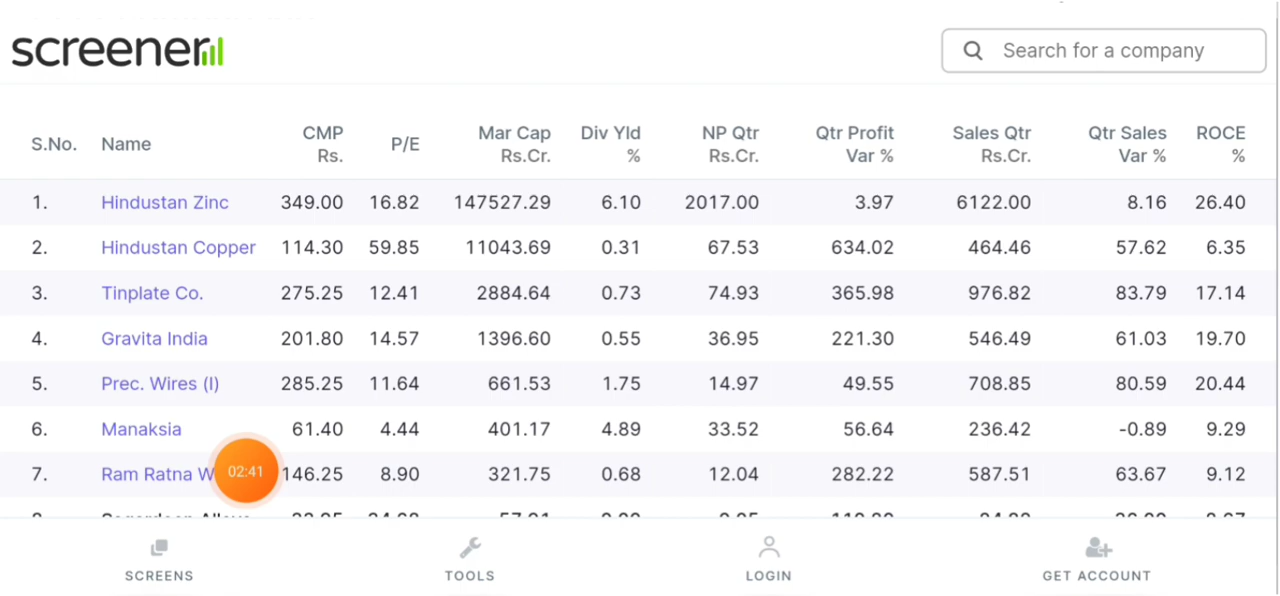 screener
Search for a company
S.No. Name CMP Rs. P/E Mar Cap Rs.Cr. Div Yld % NP Qtr Rs.Cr. Qtr Profit Var % Sales Qtr Rs.Cr. Qtr Sales Var % ROCE %
1. Hindustan Zinc 349.00 16.82 147527.29 6.10 2017.00 3.97 6122.00 8.16 26.40
2. Hindustan Copper 114.30 59.85 11043.69 0.31 67.53 634.02 464.46 57.62 6.35
3. Tinplate Co. 275.25 12.41 2884.64 0.73 74.93 365.98 976.82 83.79 17.14
4. Gravita India 201.80 14.57 1396.60 0.55 36.95 221.30 546.49 61.03 19.70
5. Prec. Wires (I) 285.25 11.64 661.53 1.75 14.97 49.55 708.85 80.59 20.44
6. Manaksia 61.40 4.44 401.17 4.89 33.52 56.64 236.42 -0.89 9.29
7. Ram Ratna W 146.25 8.90 321.75 0.68 12.04 282.22 587.51 63.67 9.12
02:41
SCREENS TOOLS LOGIN GET ACCOUNT